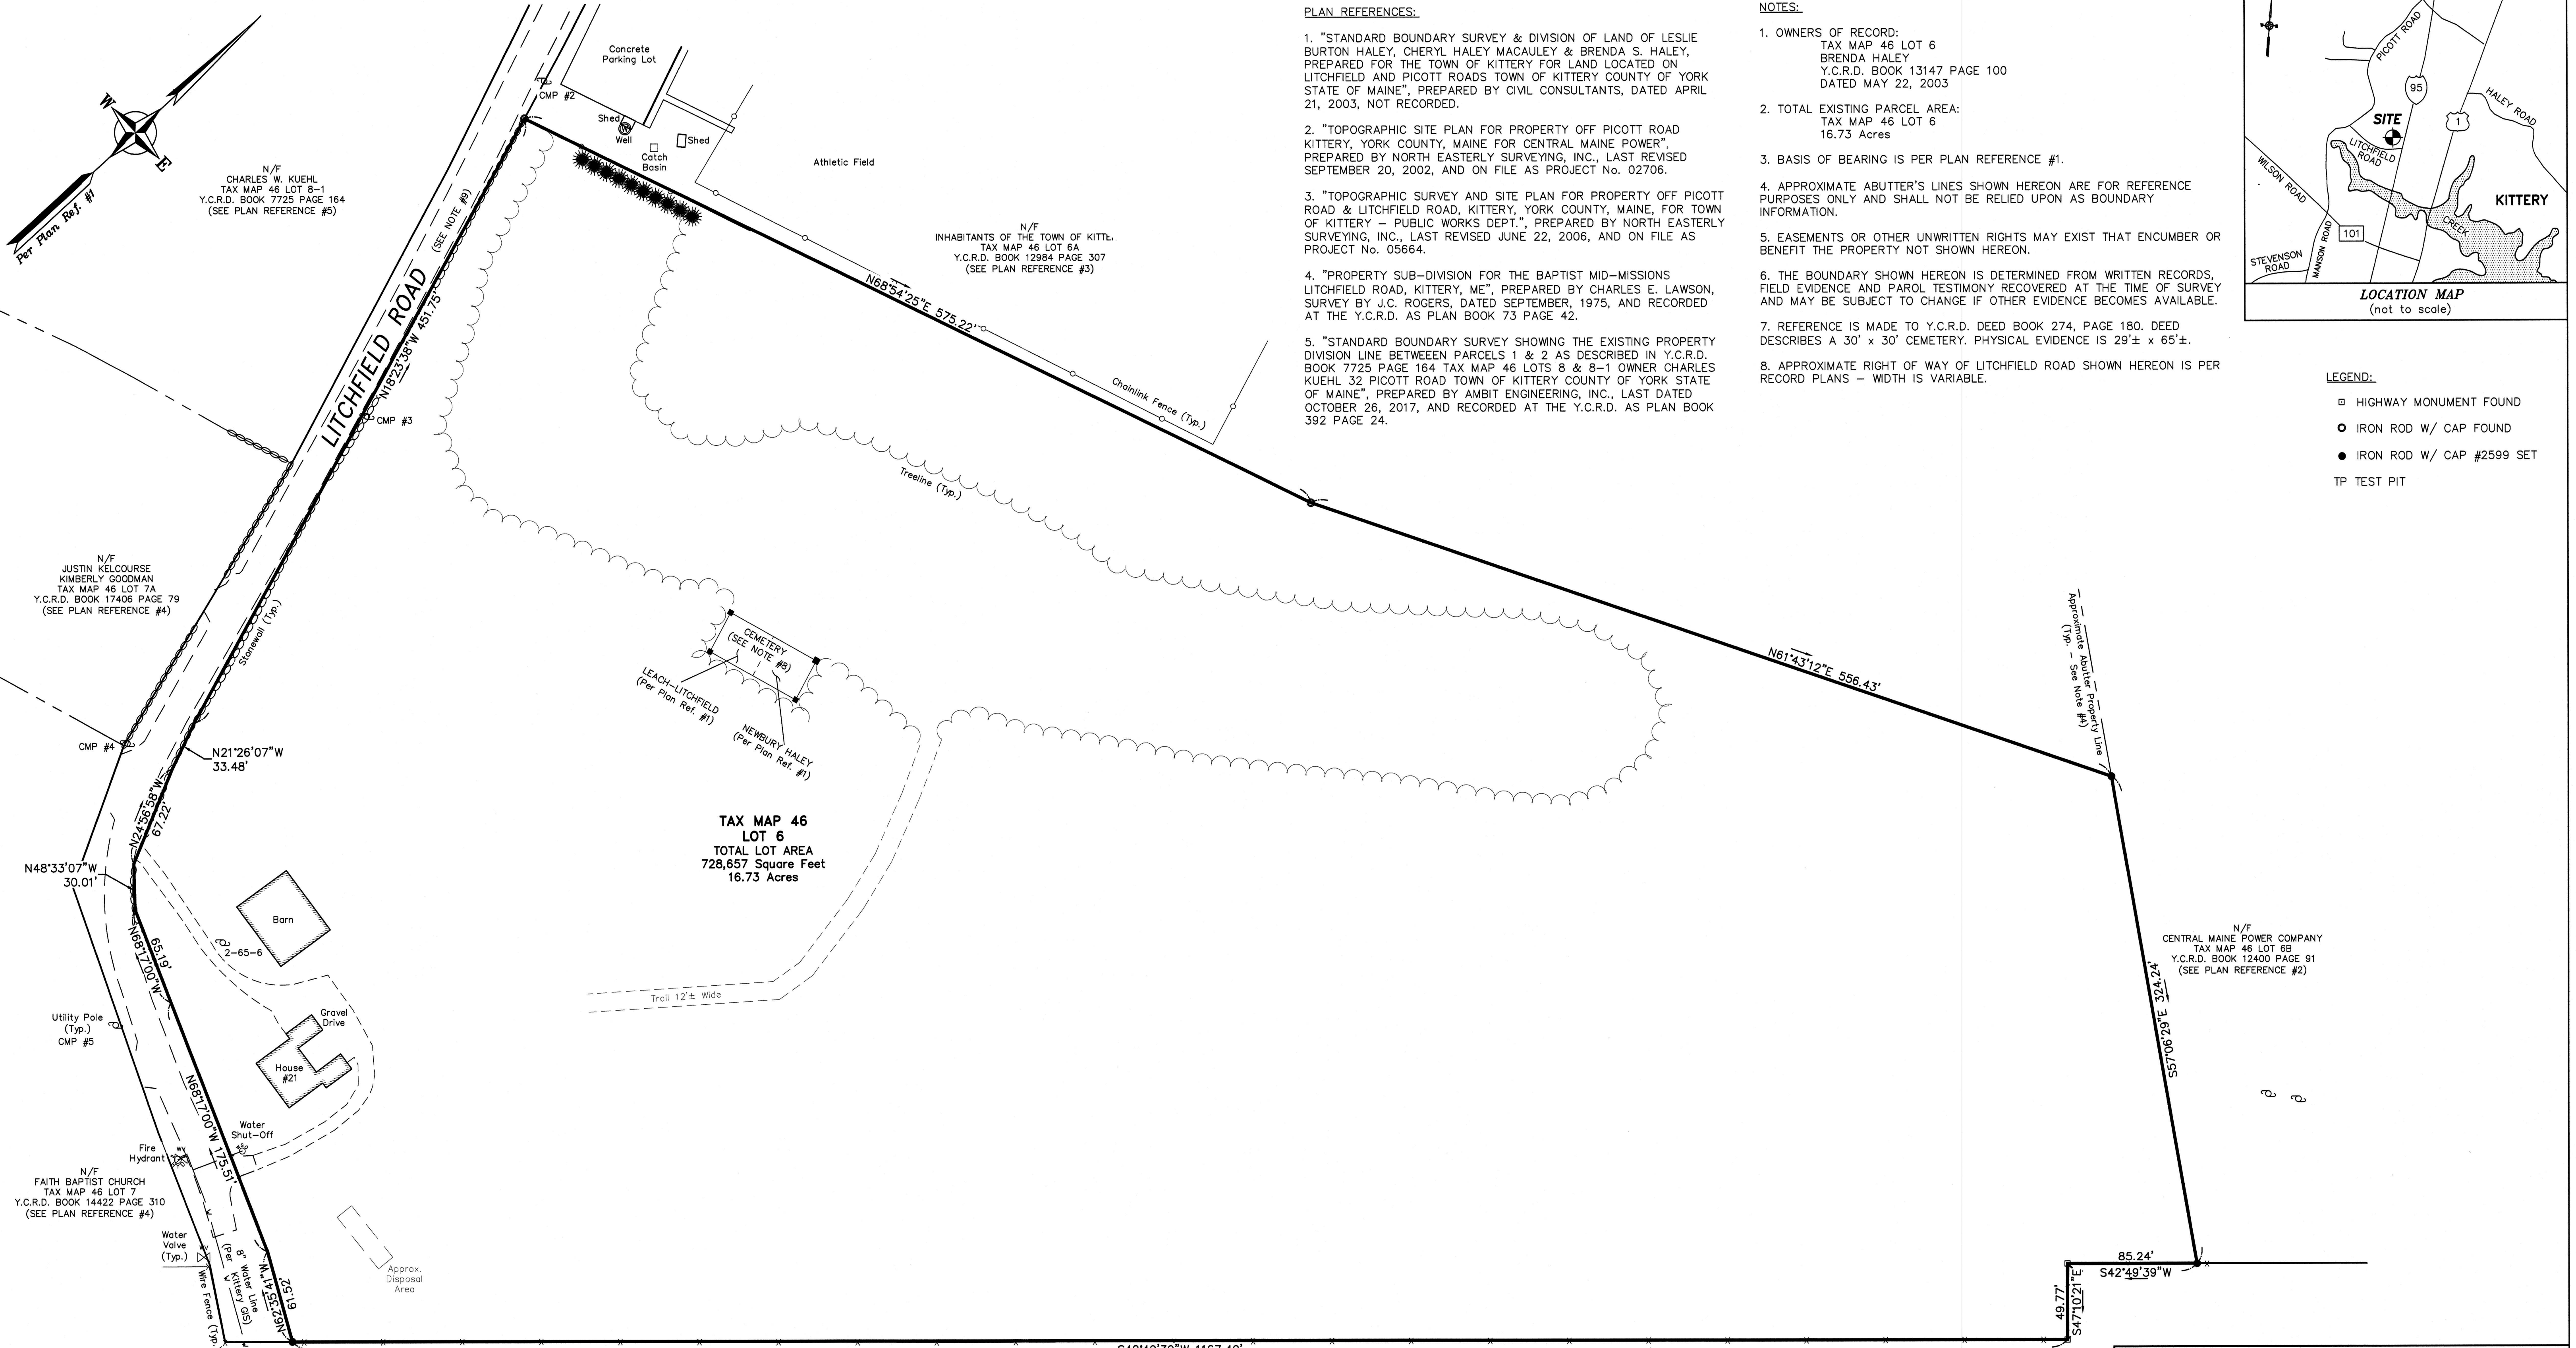 PLAN REFERENCES:
1. "STANDARD BOUNDARY SURVEY & DIVISION OF LAND OF LESLIE
BURTON HALEY, CHERYL HALEY MACAULEY & BRENDA S. HALEY,
PREPARED FOR THE TOWN OF KITTERY FOR LAND LOCATED ON
LITCHFIELD AND PICOTT ROADS TOWN OF KITTERY COUNTY OF YORK
STATE OF MAINE", PREPARED BY CIVIL CONSULTANTS, DATED APRIL
21, 2003, NOT RECORDED.
2. "TOPOGRAPHIC SITE PLAN FOR PROPERTY OFF PICOTT ROAD
KITTERY, YORK COUNTY, MAINE FOR CENTRAL MAINE POWER",
PREPARED BY NORTH EASTERLY SURVEYING, INC., LAST REVISED
SEPTEMBER 20, 2002, AND ON FILE AS PROJECT No. 02706.
3. "TOPOGRAPHIC SURVEY AND SITE PLAN FOR PROPERTY OFF PICOTT
ROAD & LITCHFIELD ROAD, KITTERY, YORK COUNTY, MAINE, FOR TOWN
OF KITTERY – PUBLIC WORKS DEPT.", PREPARED BY NORTH EASTERLY
SURVEYING, INC., LAST REVISED JUNE 22, 2006, AND ON FILE AS
PROJECT No. 05664.
4. "PROPERTY SUB-DIVISION FOR THE BAPTIST MID-MISSIONS
LITCHFIELD ROAD, KITTERY, ME", PREPARED BY CHARLES E. LAWSON,
SURVEY BY J.C. ROGERS, DATED SEPTEMBER, 1975, AND RECORDED
AT THE Y.C.R.D. AS PLAN BOOK 73 PAGE 42.
5. "STANDARD BOUNDARY SURVEY SHOWING THE EXISTING PROPERTY
DIVISION LINE BETWEEEN PARCELS 1 & 2 AS DESCRIBED IN Y.C.R.D.
BOOK 7725 PAGE 164 TAX MAP 46 LOTS 8 & 8-1 OWNER CHARLES
KUEHL 32 PICOTT ROAD TOWN OF KITTERY COUNTY OF YORK STATE
OF MAINE", PREPARED BY AMBIT ENGINEERING, INC., LAST DATED
OCTOBER 26, 2017, AND RECORDED AT THE Y.C.R.D. AS PLAN BOOK
392 PAGE 24.
NOTES:
1. OWNERS OF RECORD:
TAX MAP 46 LOT 6
BRENDA HALEY
Y.C.R.D. BOOK 13147 PAGE 100
DATED MAY 22, 2003
2. TOTAL EXISTING PARCEL AREA:
TAX MAP 46 LOT 6
16.73 Acres
3. BASIS OF BEARING IS PER PLAN REFERENCE #1.
4. APPROXIMATE ABUTTER'S LINES SHOWN HEREON ARE FOR REFERENCE
PURPOSES ONLY AND SHALL NOT BE RELIED UPON AS BOUNDARY
INFORMATION.
5. EASEMENTS OR OTHER UNWRITTEN RIGHTS MAY EXIST THAT ENCUMBER OR
BENEFIT THE PROPERTY NOT SHOWN HEREON.
6. THE BOUNDARY SHOWN HEREON IS DETERMINED FROM WRITTEN RECORDS,
FIELD EVIDENCE AND PAROL TESTIMONY RECOVERED AT THE TIME OF SURVEY
AND MAY BE SUBJECT TO CHANGE IF OTHER EVIDENCE BECOMES AVAILABLE.
7. REFERENCE IS MADE TO Y.C.R.D. DEED BOOK 274, PAGE 180. DEED
DESCRIBES A 30' x 30' CEMETERY. PHYSICAL EVIDENCE IS 29'± x 65'±.
8. APPROXIMATE RIGHT OF WAY OF LITCHFIELD ROAD SHOWN HEREON IS PER
RECORD PLANS – WIDTH IS VARIABLE.
PICOTT ROAD
95
HALEY ROAD
1
SITE
LITCHFIELD
ROAD
WILSON ROAD
KITTERY
CREEK
101
MANSON ROAD
STEVENSON
ROAD
LOCATION MAP
(not to scale)
LEGEND:
HIGHWAY MONUMENT FOUND
IRON ROD W/ CAP FOUND
IRON ROD W/ CAP #2599 SET
TP TEST PIT
W
E
Per Plan Ref. #1
N/F
CHARLES W. KUEHL
TAX MAP 46 LOT 8-1
Y.C.R.D. BOOK 7725 PAGE 164
(SEE PLAN REFERENCE #5)
Concrete
Parking Lot
CMP #2
Shed
W
Well
Shed
Catch
Basin
Athletic Field
N/F
INHABITANTS OF THE TOWN OF KITTE
TAX MAP 46 LOT 6A
Y.C.R.D. BOOK 12984 PAGE 307
(SEE PLAN REFERENCE #3)
LITCHFIELD ROAD
(SEE NOTE #9)
N18°23'38"W 451.75'
CMP #3
N68°54'25"E 575.22'
Chainlink Fence (Typ.)
Treeline (Typ.)
N/F
JUSTIN KELCOURSE
KIMBERLY GOODMAN
TAX MAP 46 LOT 7A
Y.C.R.D. BOOK 17406 PAGE 79
(SEE PLAN REFERENCE #4)
Stonewall (Typ.)
CEMETERY
(SEE NOTE #8)
LEACH-LITCHFIELD
(Per Plan Ref. #1)
NEWBURY HALEY
(Per Plan Ref. #1)
N61°43'12"E 556.43'
Approximate Abutter Property Line
(Typ. – See Note #4)
CMP #4
N21°26'07"W
33.48'
N24°56'58"W
67.22'
N48°33'07"W
30.01'
TAX MAP 46
LOT 6
TOTAL LOT AREA
728,657 Square Feet
16.73 Acres
Barn
2-65-6
65.19'
N68°17'00"W
Trail 12'± Wide
N/F
CENTRAL MAINE POWER COMPANY
TAX MAP 46 LOT 6B
Y.C.R.D. BOOK 12400 PAGE 91
(SEE PLAN REFERENCE #2)
S57°06'29"E 324.24'
Utility Pole
(Typ.)
CMP #5
Gravel
Drive
House
#21
N68°17'00"W 175.51'
Water
Shut-Off
Fire
Hydrant
N/F
FAITH BAPTIST CHURCH
TAX MAP 46 LOT 7
Y.C.R.D. BOOK 14422 PAGE 310
(SEE PLAN REFERENCE #4)
Water
Valve
(Typ.)
WV
Wire Fence (Typ.
8" Water Line
(Per Kittery GIS)
N62°35'41"W
61.52'
Approx.
Disposal
Area
85.24'
S42°49'39"W
49.77'
S47°10'21"E